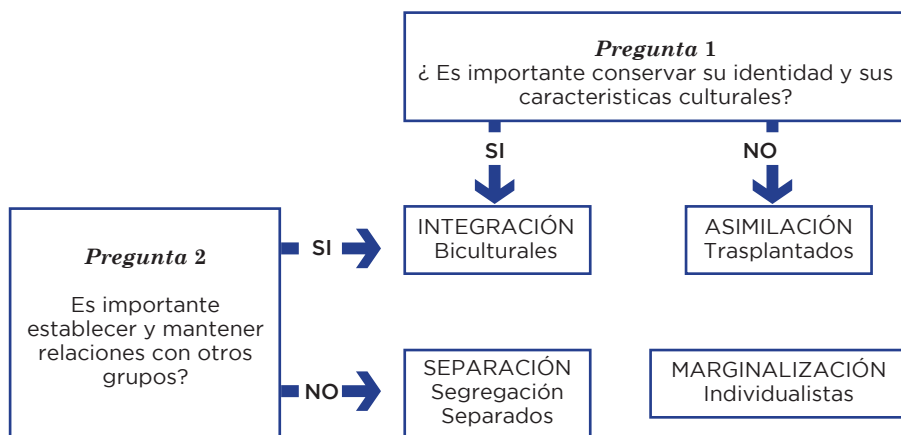 Pregunta 1
¿ Es importante conservar su identidad y sus
caracteristicas culturales?
SI
NO
INTEGRACIÓN
Biculturales
ASIMILACIÓN
Trasplantados
Pregunta 2
Es importante
establecer y mantener
relaciones con otros
grupos?
SI
NO
SEPARACIÓN
Segregación
Separados
MARGINALIZACIÓN
Individualistas